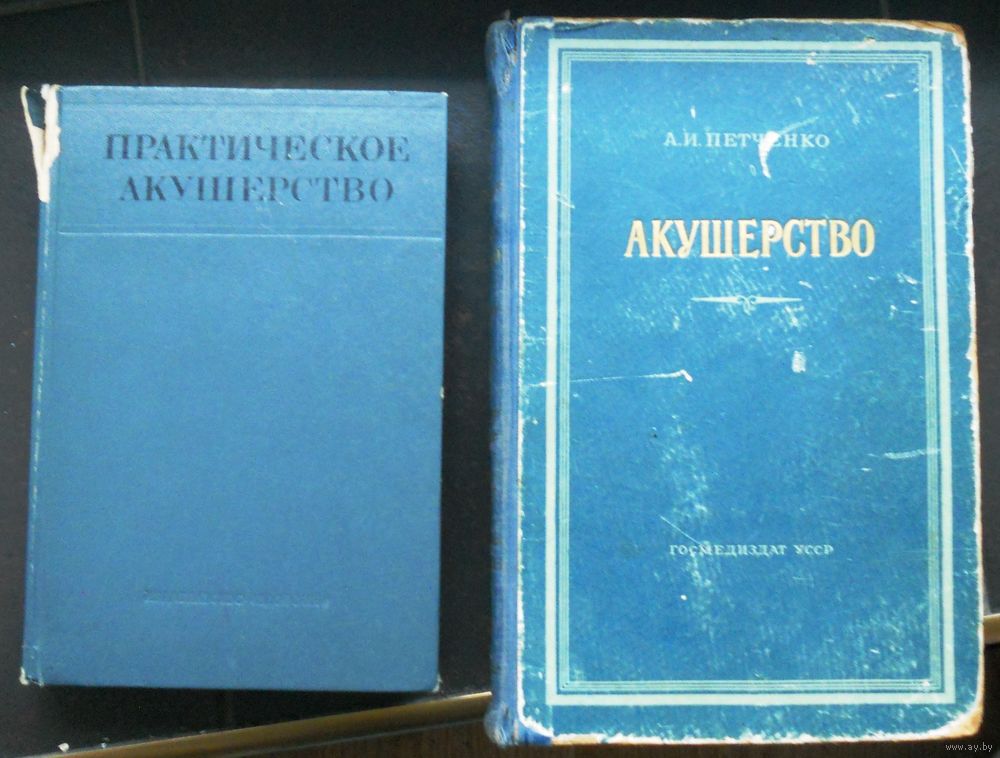 ПРАКТИЧЕСКОЕ
АКУШЕРСТВО
А.И. ПЕТЧЕНКО
АКУШЕРСТВО
ГОСМЕДИЗДАТ УССР
www.ay.by